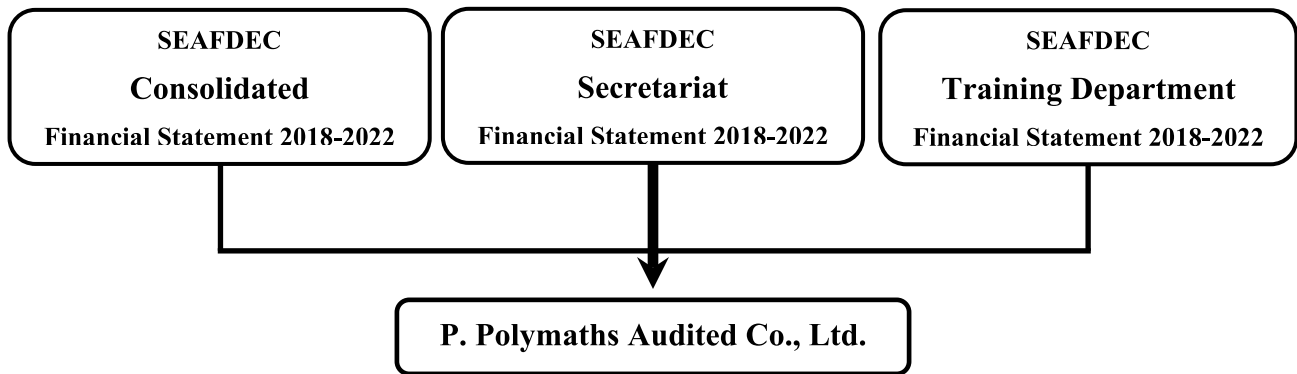 SEAFDEC
Consolidated
Financial Statement 2018-2022
SEAFDEC
Secretariat
Financial Statement 2018-2022
SEAFDEC
Training Department
Financial Statement 2018-2022
P. Polymaths Audited Co., Ltd.